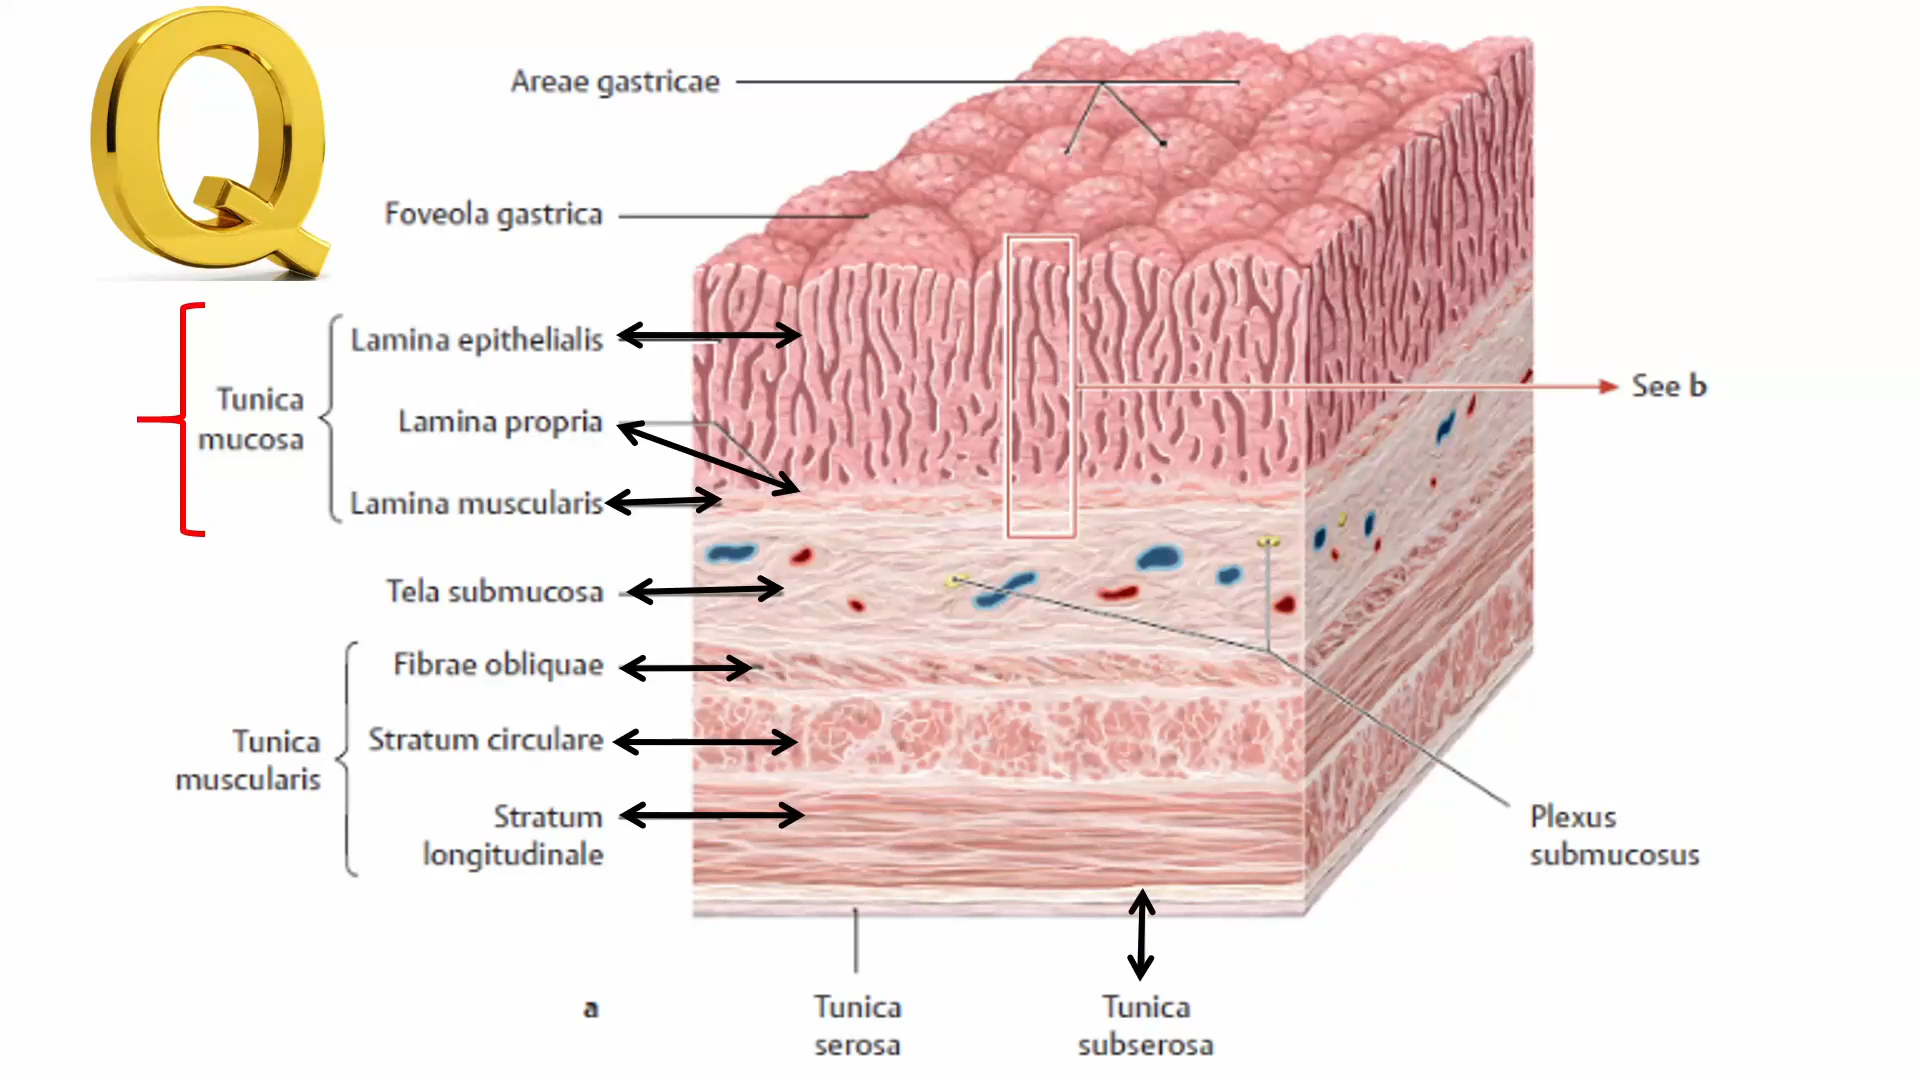 Q
Areae gastricae
Foveola gastrica
Lamina epithelialis
Tunica
mucosa
Lamina propria
Lamina muscularis
See b
Tela submucosa
Fibrae obliquae
Tunica
muscularis
Stratum circulare
Stratum
longitudinale
Plexus
submucosus
a
Tunica
serosa
Tunica
subserosa